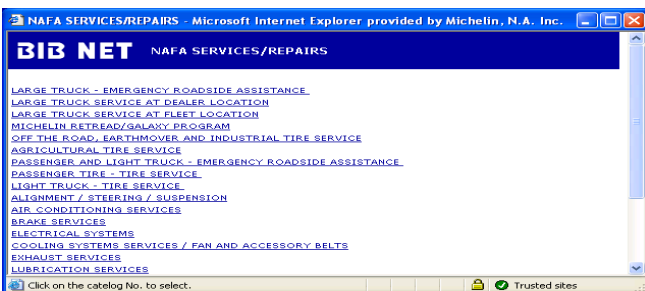 NAFA SERVICES/REPAIRS - Microsoft Internet Explorer provided by Michelin, N.A. Inc.
BIB NET NAFA SERVICES/REPAIRS
LARGE TRUCK - EMERGENCY ROADSIDE ASSISTANCE
LARGE TRUCK SERVICE AT DEALER LOCATION
LARGE TRUCK SERVICE AT FLEET LOCATION
MICHELIN RETREAD/GALAXY PROGRAM
OFF THE ROAD, EARTHMOVER AND INDUSTRIAL TIRE SERVICE
AGRICULTURAL TIRE SERVICE
PASSENGER AND LIGHT TRUCK - EMERGENCY ROADSIDE ASSISTANCE
PASSENGER TIRE - TIRE SERVICE
LIGHT TRUCK - TIRE SERVICE
ALIGNMENT / STEERING / SUSPENSION
AIR CONDITIONING SERVICES
BRAKE SERVICES
ELECTRICAL SYSTEMS
COOLING SYSTEMS SERVICES / FAN AND ACCESSORY BELTS
EXHAUST SERVICES
LUBRICATION SERVICES
Click on the catelog No. to select. Trusted sites